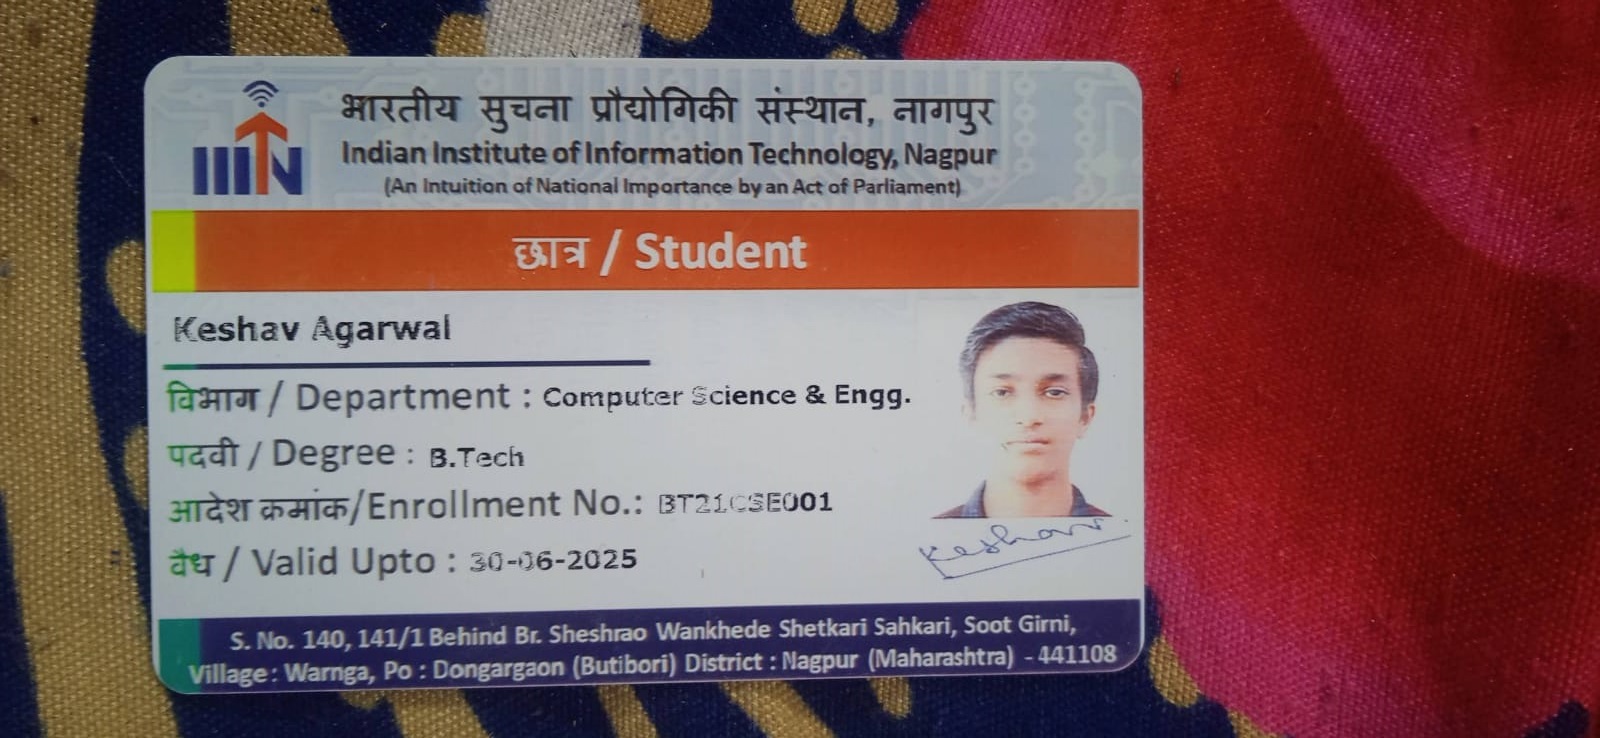 IIITN
भारतीय सुचना प्रौद्योगिकी संस्थान, नागपुर
Indian Institute of Information Technology, Nagpur
(An Intuition of National Importance by an Act of Parliament)
छात्र / Student
Keshav Agarwal
विभाग / Department : Computer Science & Engg.
पदवी / Degree : B.Tech
आदेश क्रमांक/Enrollment No.: BT21CSE001
वैध / Valid Upto : 30-06-2025
Keshav
S. No. 140, 141/1 Behind Br. Sheshrao Wankhede Shetkari Sahkari, Soot Girni,
Village : Warnga, Po : Dongargaon (Butibori) District : Nagpur (Maharashtra) - 441108